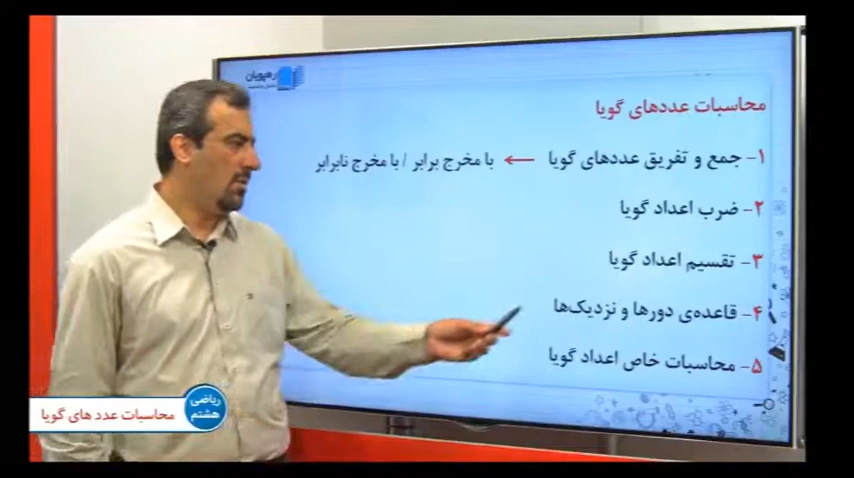 رهپویان
محاسبات عددهای گویا
۱- جمع و تفریق عددهای گویا ← با مخرج برابر / با مخرج نابرابر
۲- ضرب اعداد گویا
۳- تقسیم اعداد گویا
۴- قاعده‌ی دورها و نزدیک‌ها
۵- محاسبات خاص اعداد گویا
ریاضی
هشتم
محاسبات عدد های گویا